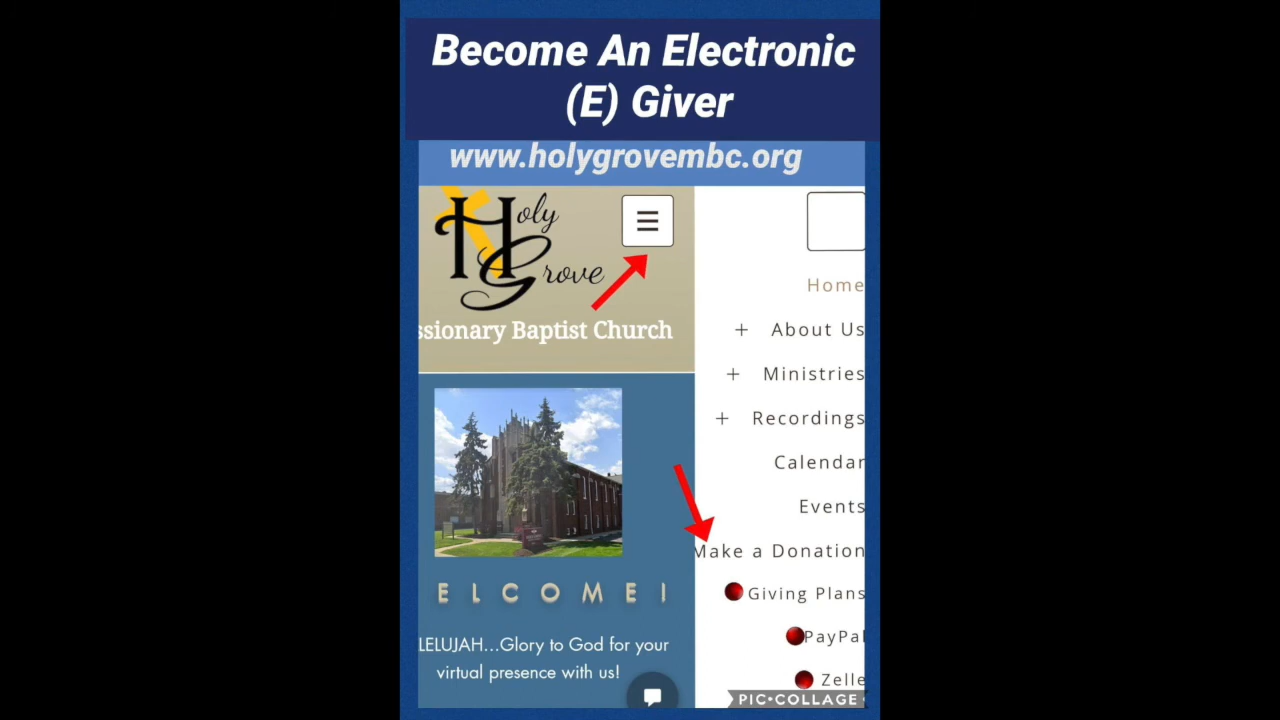 Become An Electronic
(E) Giver
www.holygrovembc.org
Holy
Grove
ssionary Baptist Church
ELCOME!
LELUJAH...Glory to God for your
virtual presence with us!
Home
+ About Us
+ Ministries
+ Recordings
Calendar
Events
Make a Donation
Giving Plans
PayPal
Zelle
PIC•COLLAGE